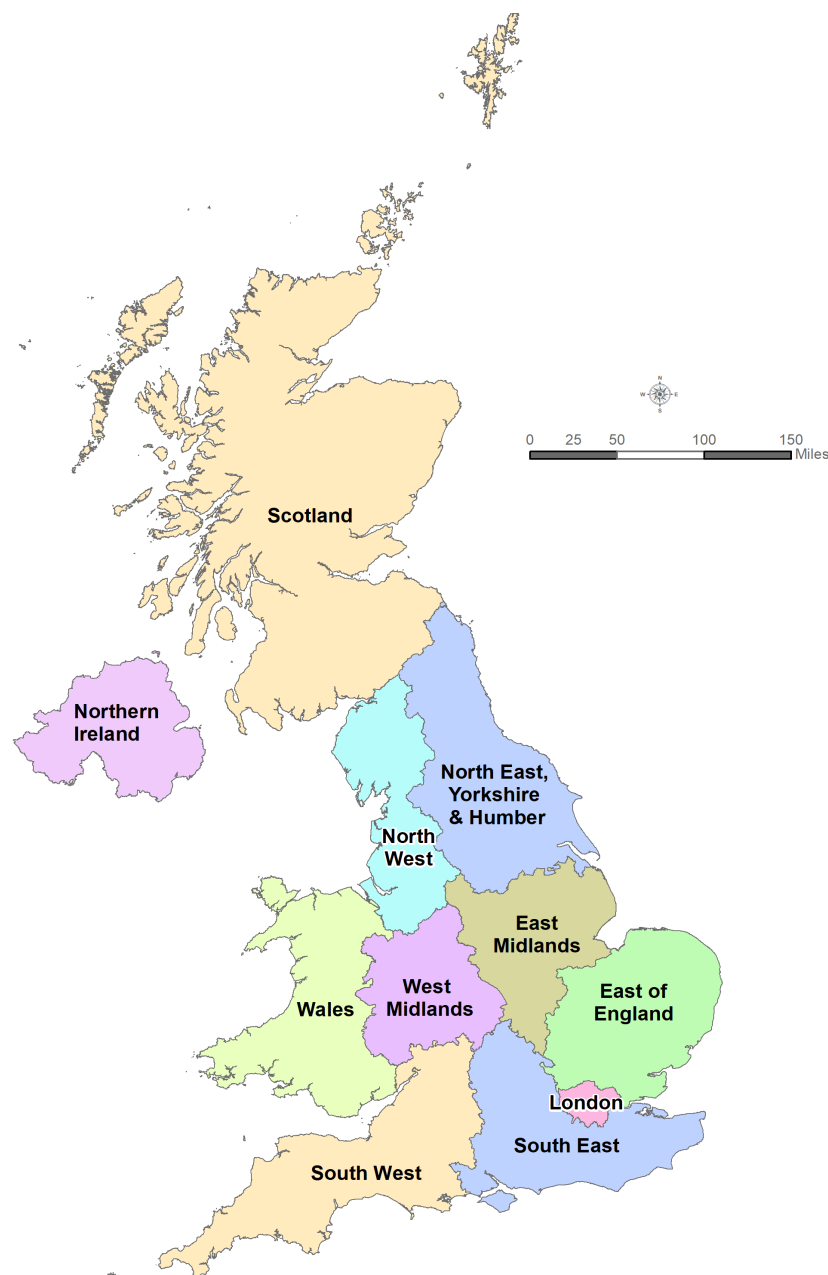 N
W E
S
0 25 50 100 150
Miles
Scotland
Northern
Ireland
North East,
Yorkshire
& Humber
North
West
East
Midlands
West
Midlands
East of
England
Wales
London
South East
South West